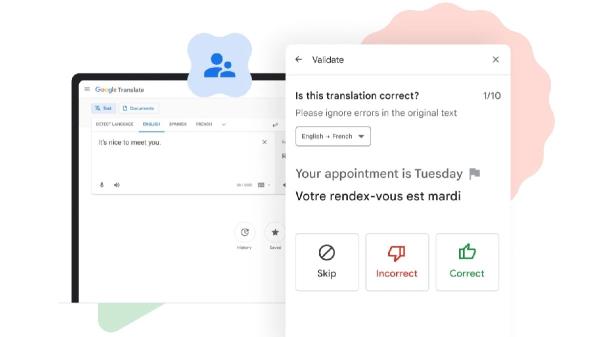 Google Translate
Text
Documents
DETECT LANGUAGE
ENGLISH
SPANISH
FRENCH
It's nice to meet you.
History
Saved
Validate
Is this translation correct?
1/10
Please ignore errors in the original text
English → French
Your appointment is Tuesday
Votre rendex-vous est mardi
Skip
Incorrect
Correct